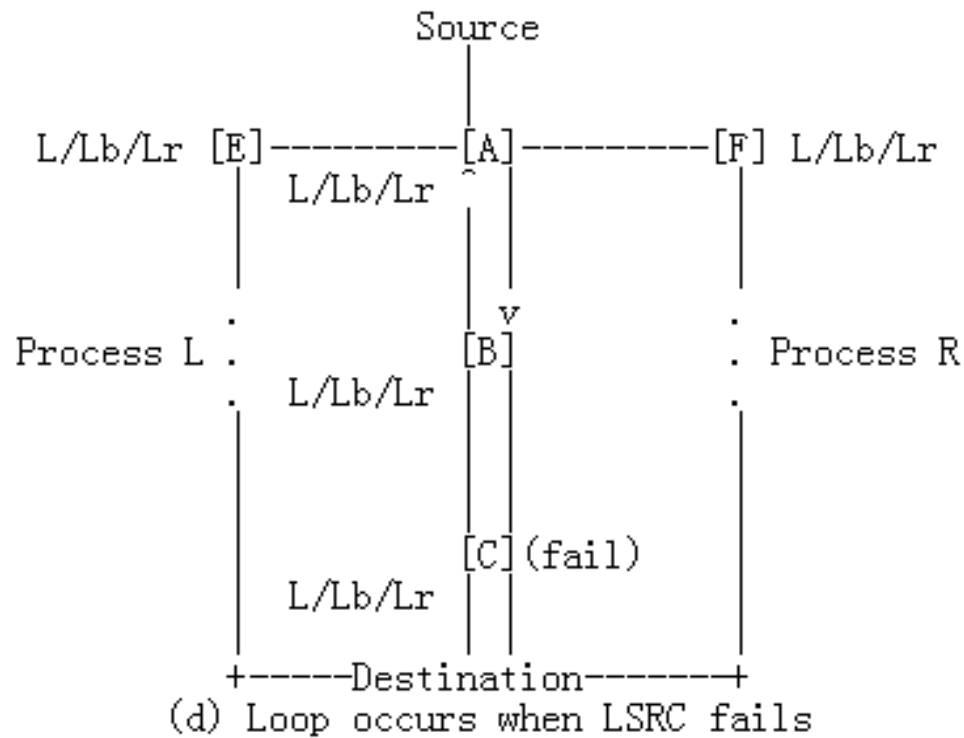 Source
L/Lb/Lr [E]---------[A]---------[F] L/Lb/Lr
L/Lb/Lr ^
v
Process L . [B] . Process R
L/Lb/Lr
[C](fail)
L/Lb/Lr
+-----Destination------+
(d) Loop occurs when LSRC fails